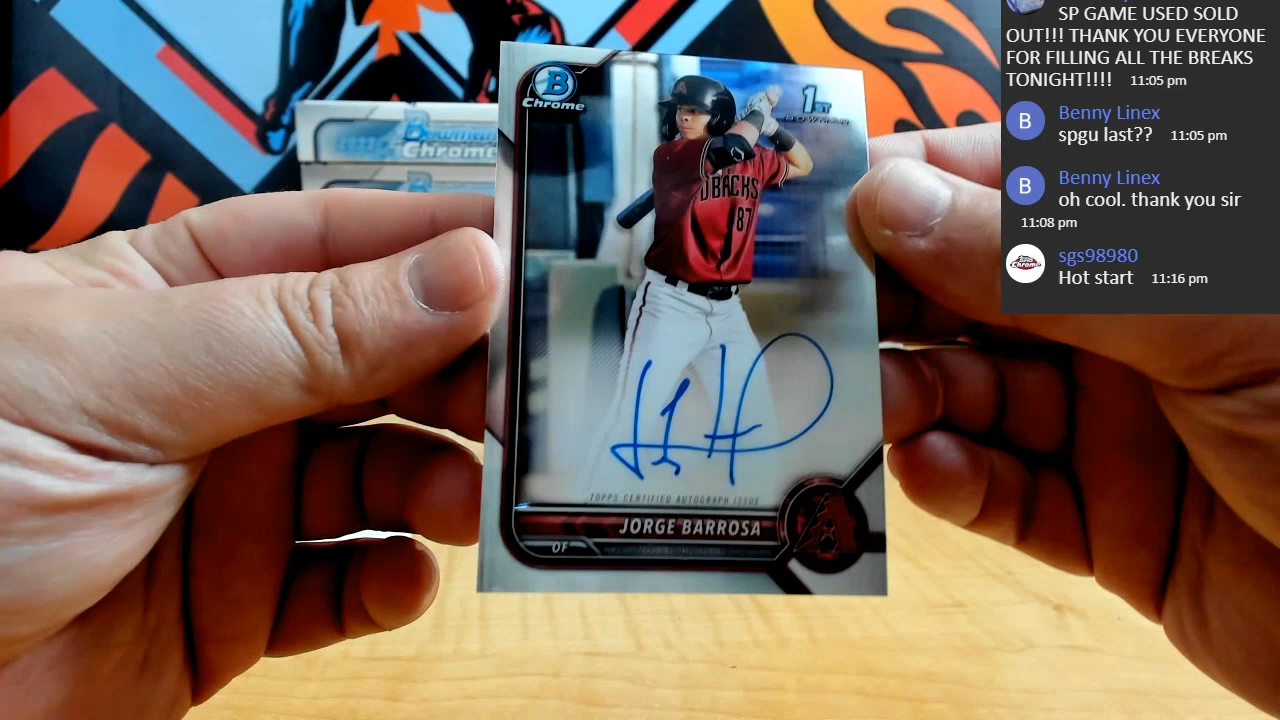 SP GAME USED SOLD
OUT!!! THANK YOU EVERYONE
FOR FILLING ALL THE BREAKS
TONIGHT!!!! 11:05 pm
B Benny Linex
spgu last?? 11:05 pm
B Benny Linex
oh cool. thank you sir
11:08 pm
sgs98980
Hot start 11:16 pm
B
Chrome
1ST
BOWMAN
A
DBACKS
87
TOPPS CERTIFIED AUTOGRAPH ISSUE
JORGE BARROSA
OF
A
Bowman
Chrome